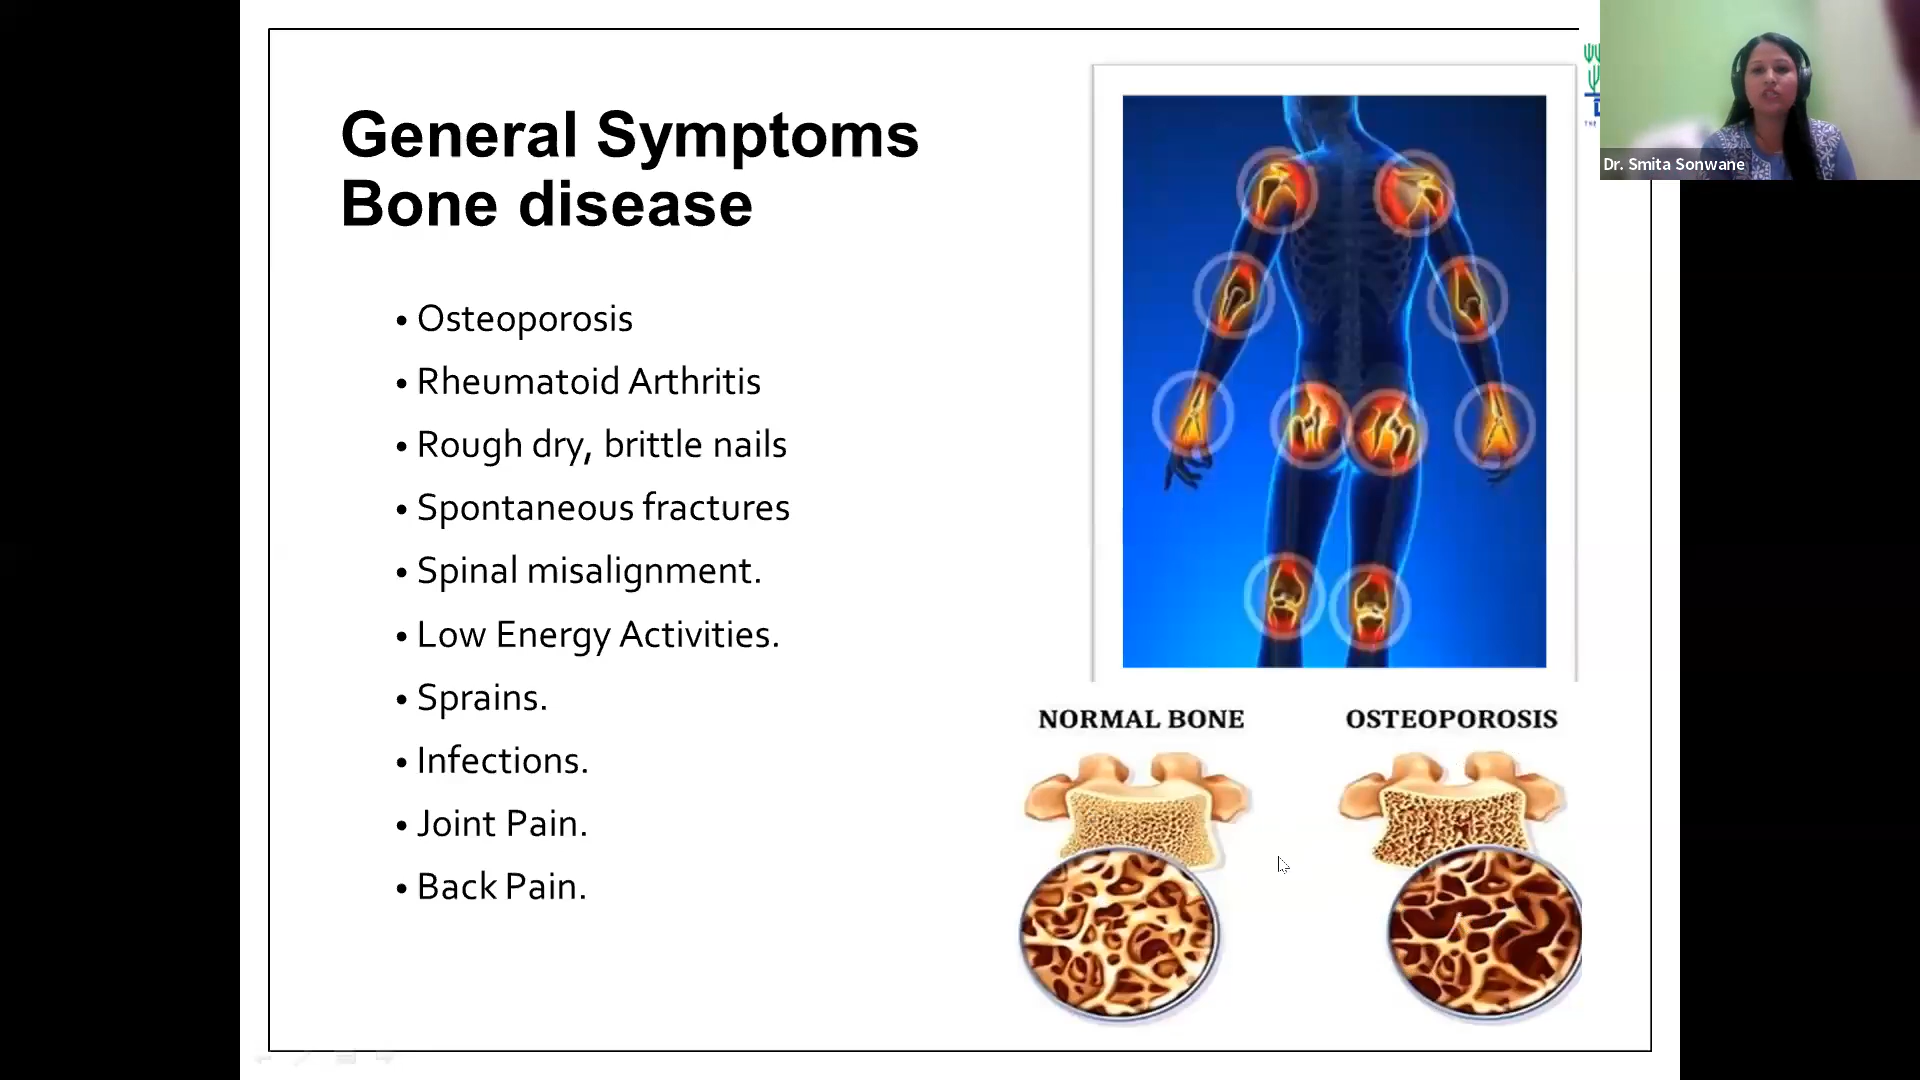 General Symptoms
Bone disease
• Osteoporosis
• Rheumatoid Arthritis
• Rough dry, brittle nails
• Spontaneous fractures
• Spinal misalignment.
• Low Energy Activities.
• Sprains.
• Infections.
• Joint Pain.
• Back Pain.
NORMAL BONE
OSTEOPOROSIS
THE
Dr. Smita Sonwane